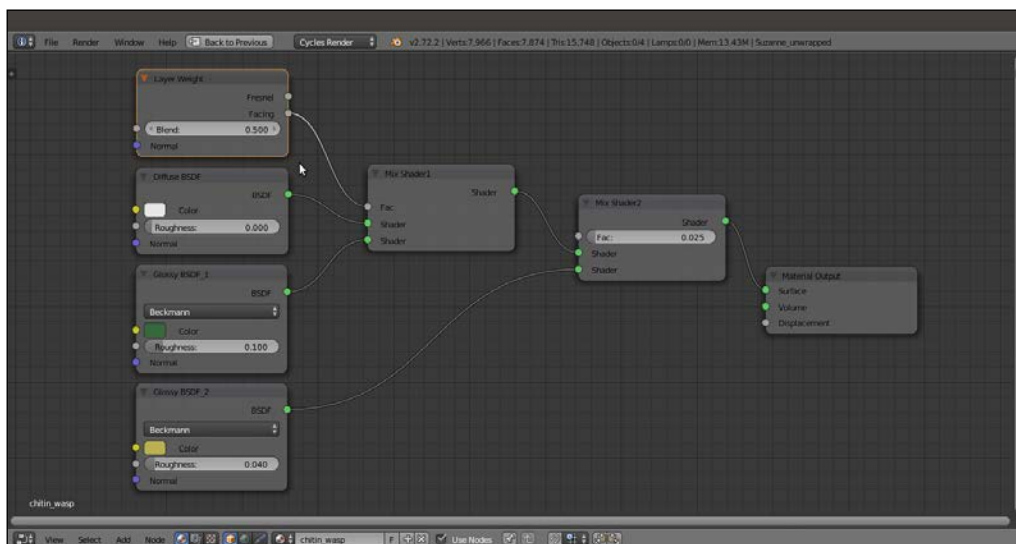 File Render Window Help Back to Previous Cycles Render v2.72.2 | Verts:7,966 | Faces:7,874 | Tris:15,748 | Objects:0/4 | Lamps:0/0 | Mem:13.43M | Suzanne_unwrapped
Layer Weight
Fresnel
Facing
Blend: 0.500
Normal
Diffuse BSDF
BSDF
Color
Roughness: 0.000
Normal
Glossy BSDF_1
BSDF
Beckmann
Color
Roughness: 0.100
Normal
Glossy BSDF_2
BSDF
Beckmann
Color
Roughness: 0.040
Normal
Mix Shader1
Shader
Fac
Shader
Shader
Mix Shader2
Shader
Fac: 0.025
Shader
Shader
Material Output
Surface
Volume
Displacement
chitin_wasp
View Select Add Node chitin_wasp F Use Nodes